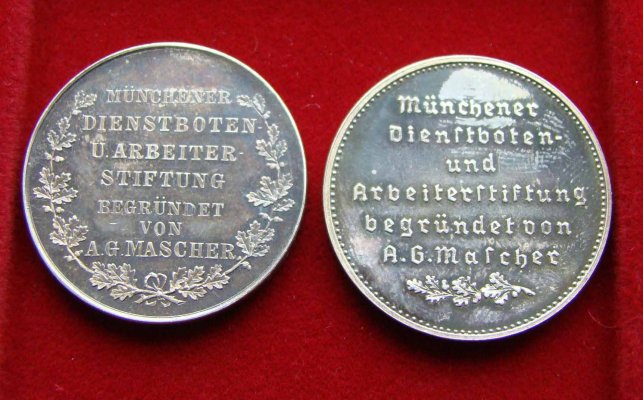 MÜNCHENER
DIENSTBOTEN-
Ü. ARBEITER-
STIFTUNG
BEGRÜNDET
VON
A.G. MASCHER.
Münchener
Dienſtboten-
und
Arbeiterſtiftung
begründet von
A. G. Maſcher